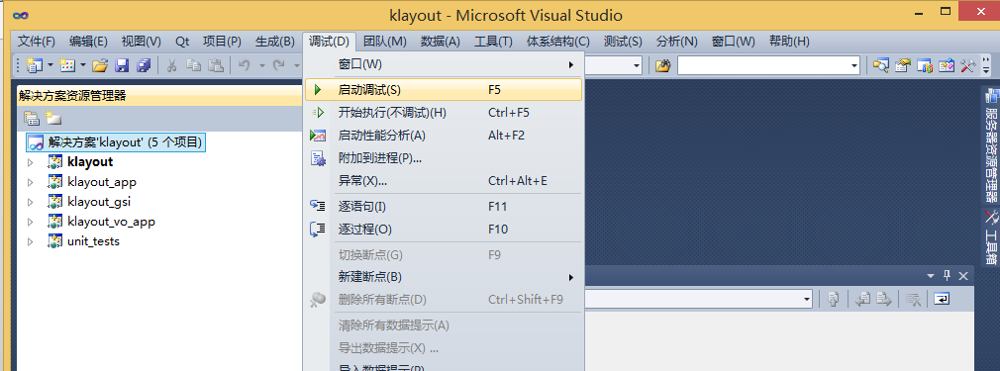 klayout - Microsoft Visual Studio
文件(F) 编辑(E) 视图(V) Qt 项目(P) 生成(B) 调试(D) 团队(M) 数据(A) 工具(T) 体系结构(C) 测试(S) 分析(N) 窗口(W) 帮助(H)
窗口(W)
启动调试(S) F5
开始执行(不调试)(H) Ctrl+F5
启动性能分析(A) Alt+F2
附加到进程(P)...
异常(X)... Ctrl+Alt+E
逐语句(I) F11
逐过程(O) F10
切换断点(G) F9
新建断点(B)
删除所有断点(D) Ctrl+Shift+F9
清除所有数据提示(A)
导出数据提示(X) ...
导入数据提示(P)
解决方案资源管理器
解决方案'klayout' (5 个项目)
klayout
klayout_app
klayout_gsi
klayout_vo_app
unit_tests
服务器资源管理器
工具箱